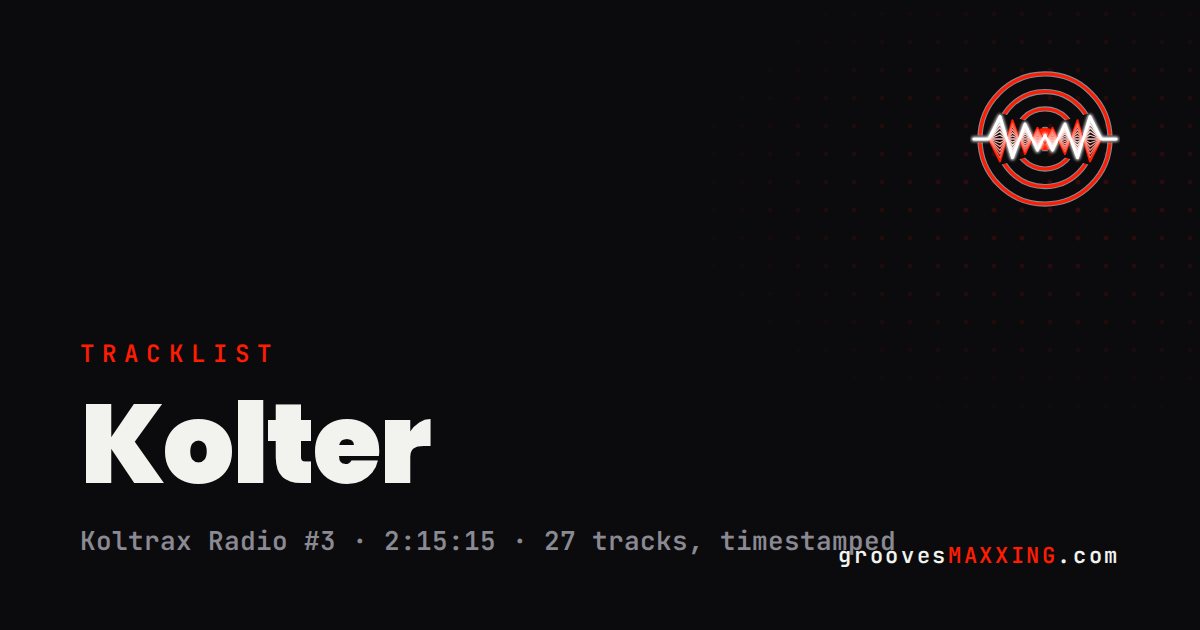 TRACKLIST
Kolter
Koltrax Radio #3 · 2:15:15 · 27 tracks, timestamped
groovesMAXXING.com